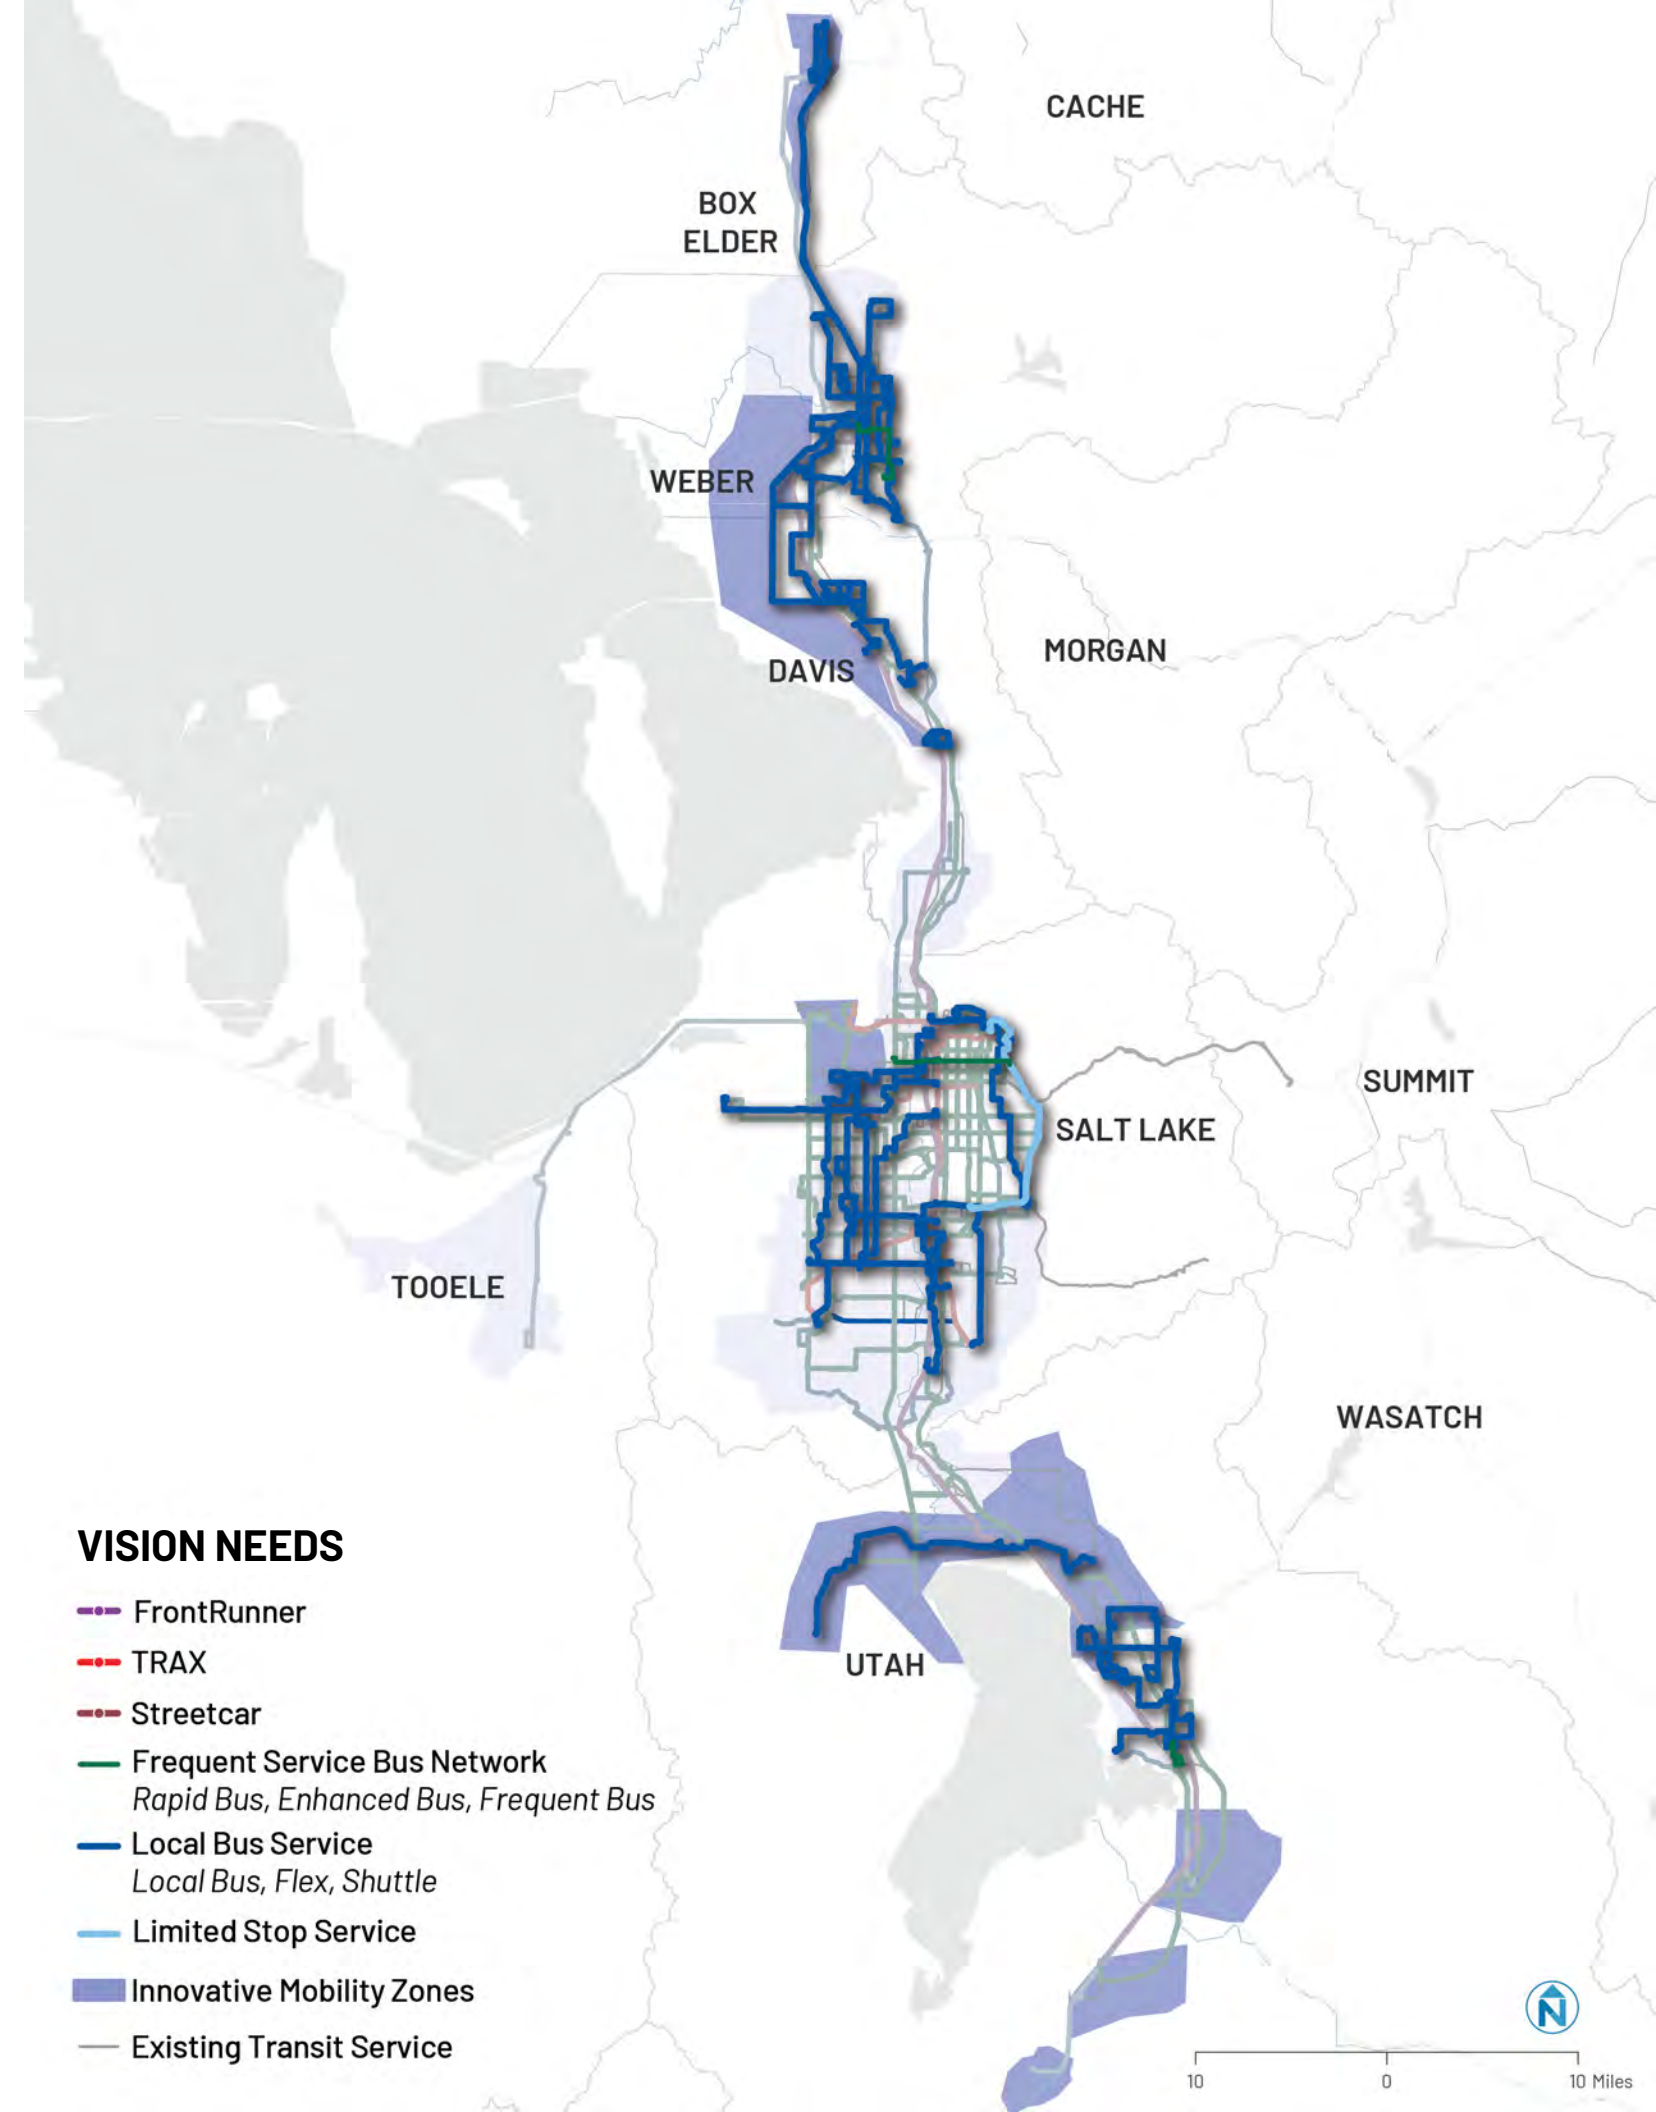 CACHE
BOX
ELDER
WEBER
MORGAN
DAVIS
SUMMIT
SALT LAKE
TOOELE
WASATCH
UTAH
VISION NEEDS
FrontRunner
TRAX
Streetcar
Frequent Service Bus Network
Rapid Bus, Enhanced Bus, Frequent Bus
Local Bus Service
Local Bus, Flex, Shuttle
Limited Stop Service
Innovative Mobility Zones
Existing Transit Service
N
10 0 10 Miles